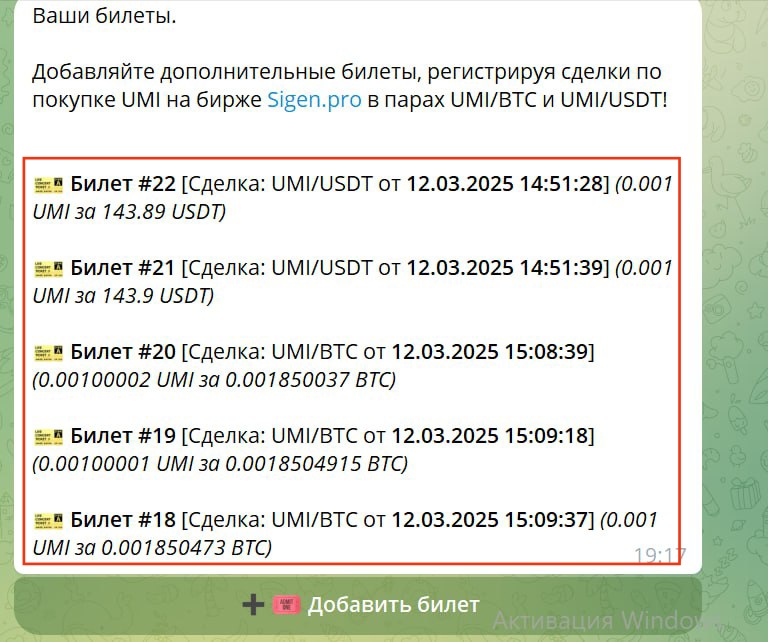 Ваши билеты.
Добавляйте дополнительные билеты, регистрируя сделки по
покупке UMI на бирже Sigen.pro в парах UMI/BTC и UMI/USDT!
Билет #22 [Сделка: UMI/USDT от 12.03.2025 14:51:28] (0.001
UMI за 143.89 USDT)
Билет #21 [Сделка: UMI/USDT от 12.03.2025 14:51:39] (0.001
UMI за 143.9 USDT)
Билет #20 [Сделка: UMI/BTC от 12.03.2025 15:08:39]
(0.00100002 UMI за 0.001850037 BTC)
Билет #19 [Сделка: UMI/BTC от 12.03.2025 15:09:18]
(0.00100001 UMI за 0.0018504915 BTC)
Билет #18 [Сделка: UMI/BTC от 12.03.2025 15:09:37] (0.001
UMI за 0.001850473 BTC)
19:17
Добавить билет
Активация Windows